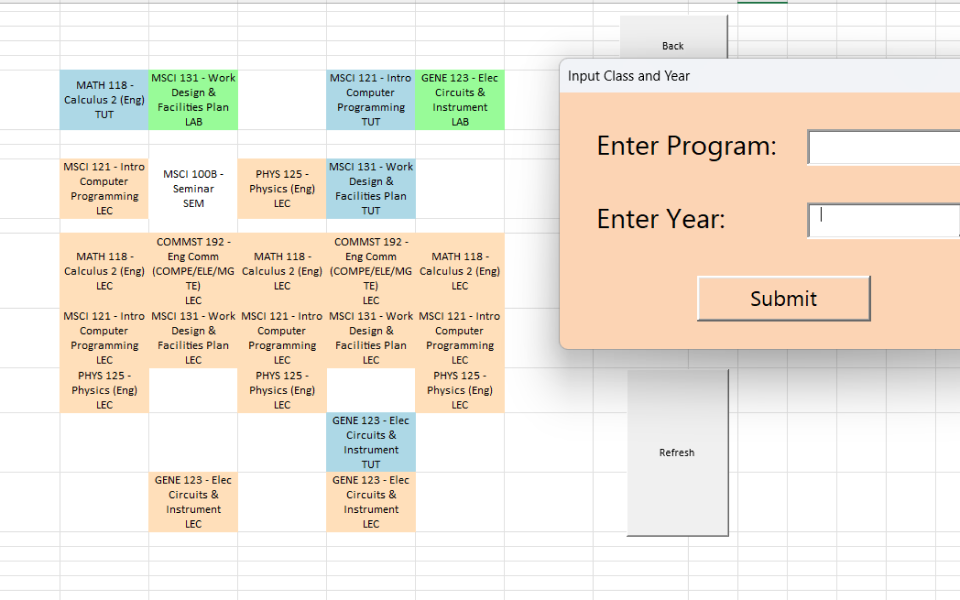 Back
Input Class and Year
Enter Program:
Enter Year:
Submit
Refresh
MATH 118 -
Calculus 2 (Eng)
TUT
MSCI 131 - Work
Design &
Facilities Plan
LAB
MSCI 121 - Intro
Computer
Programming
TUT
GENE 123 - Elec
Circuits &
Instrument
LAB
MSCI 121 - Intro
Computer
Programming
LEC
MSCI 100B -
Seminar
SEM
PHYS 125 -
Physics (Eng)
LEC
MSCI 131 - Work
Design &
Facilities Plan
TUT
MATH 118 -
Calculus 2 (Eng)
LEC
COMMST 192 -
Eng Comm
(COMPE/ELE/MG
TE)
LEC
MATH 118 -
Calculus 2 (Eng)
LEC
COMMST 192 -
Eng Comm
(COMPE/ELE/MG
TE)
LEC
MATH 118 -
Calculus 2 (Eng)
LEC
MSCI 121 - Intro
Computer
Programming
LEC
MSCI 131 - Work
Design &
Facilities Plan
LEC
MSCI 121 - Intro
Computer
Programming
LEC
MSCI 131 - Work
Design &
Facilities Plan
LEC
MSCI 121 - Intro
Computer
Programming
LEC
PHYS 125 -
Physics (Eng)
LEC
PHYS 125 -
Physics (Eng)
LEC
PHYS 125 -
Physics (Eng)
LEC
GENE 123 - Elec
Circuits &
Instrument
TUT
GENE 123 - Elec
Circuits &
Instrument
LEC
GENE 123 - Elec
Circuits &
Instrument
LEC